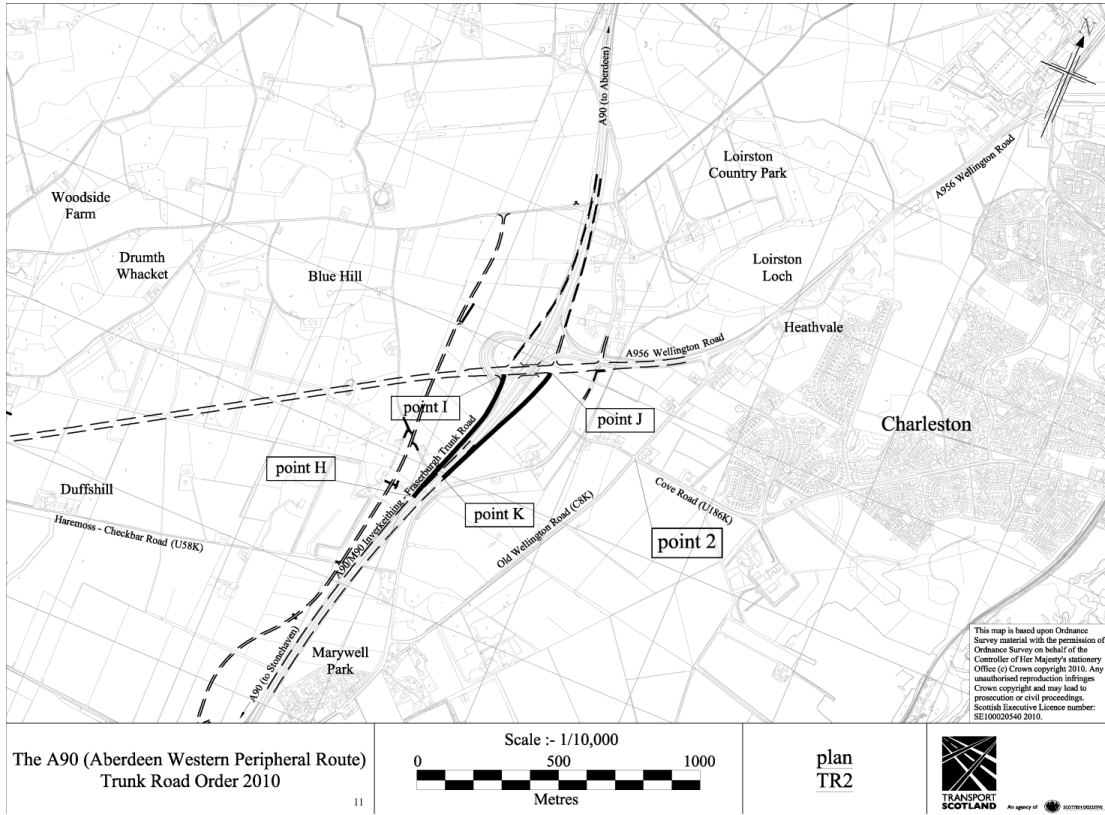 N
A90 (to Aberdeen)
Loirston
Country Park
A956 Wellington Road
Woodside
Farm
Drumth
Whacket
Blue Hill
Loirston
Loch
Heathvale
A956 Wellington Road
point I
point J
Charleston
point H
A90/M90 Inverkeithing - Fraserburgh Trunk Road
Duffshill
point K
Cove Road (U186K)
Haremoss - Checkbar Road (U58K)
Old Wellington Road (C8K)
point 2
A90 (to Stonehaven)
Marywell
Park
This map is based upon Ordnance
Survey material with the permission of
Ordnance Survey on behalf of the
Controller of Her Majesty's stationery
Office (c) Crown copyright 2010. Any
unauthorised reproduction infringes
Crown copyright and may lead to
prosecution or civil proceedings.
Scottish Executive Licence number:
SE100020540 2010.
The A90 (Aberdeen Western Peripheral Route)
Trunk Road Order 2010
11
Scale :- 1/10,000
0 500 1000
Metres
plan
TR2
TRANSPORT
SCOTLAND
An agency of
SCOTTISH EXECUTIVE